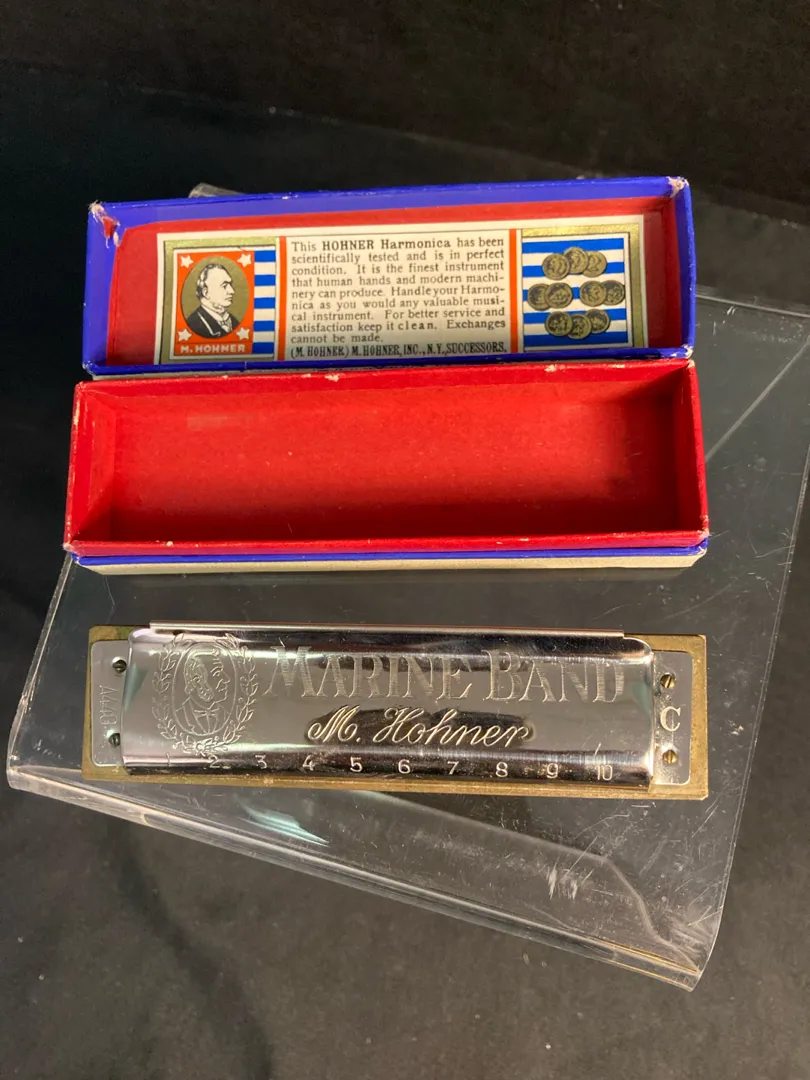 This HOHNER Harmonica has been
scientifically tested and is in perfect
condition. It is the finest instrument
that human hands and modern machi-
nery can produce. Handle your Harmo-
nica as you would any valuable musi-
cal instrument. For better service and
satisfaction keep it clean. Exchanges
cannot be made.
(M. HOHNER) M. HOHNER, INC., N.Y., SUCCESSORS.
M. HOHNER
MARINE BAND
M. Hohner
C
A440
1 2 3 4 5 6 7 8 9 10